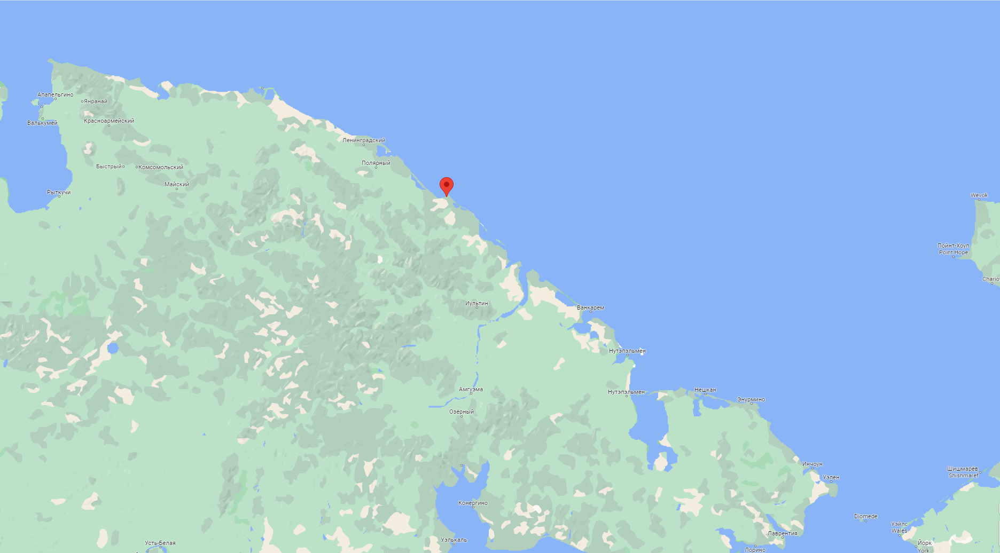 Апапельгино
Янранай
Валькумей
Красноармейский
Ленинградский
Полярный
Быстрый
Комсомольский
Майский
Рыткучи
Wevok
Пойнт-Хоуп
Point Hope
Иультин
Ванкарем
Нутэпэльмен
Амгуэма
Нутэпэльмен
Нешкан
Энурмино
Озёрный
Инчоун
Уэлен
Шишмарёв
Shishmaref
Конергино
Diomede
Уэйлс
Wales
Лаврентия
Уэлькаль
Усть-Белая
Йорк
York
Лорино